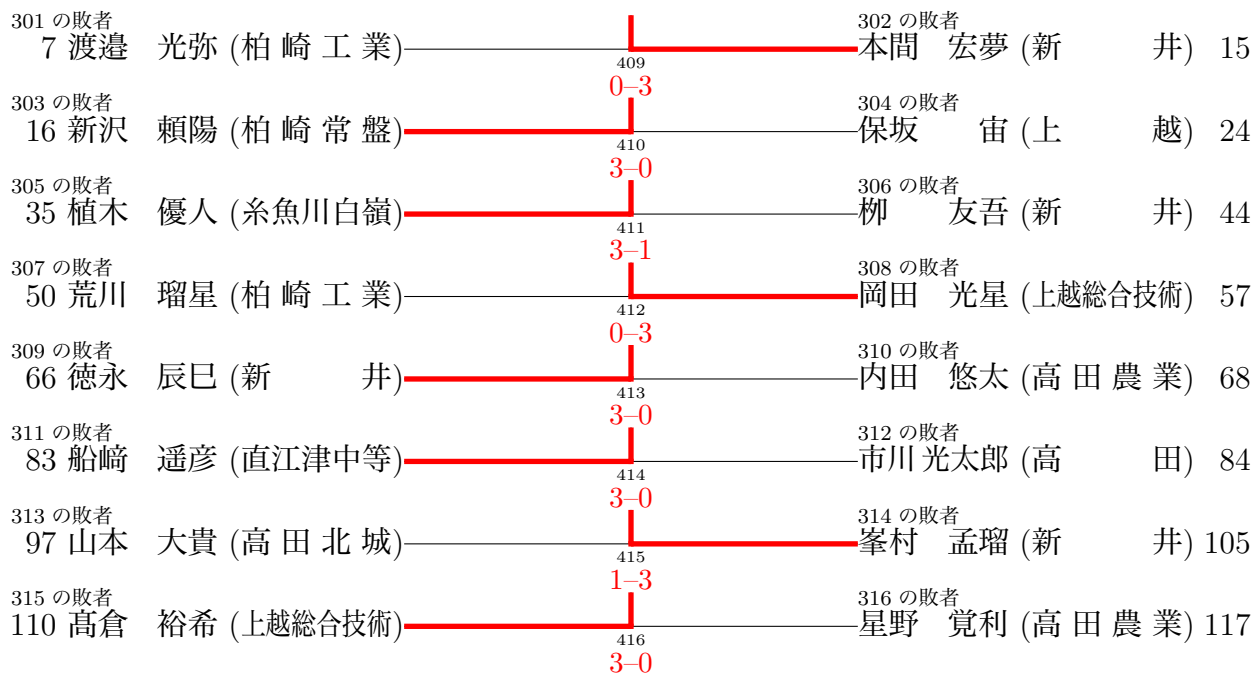 301 の敗者 302 の敗者
7 渡邉 光弥 (柏 崎 工 業) 409 本間 宏夢 (新 井) 15
0–3
303 の敗者 304 の敗者
16 新沢 頼陽 (柏 崎 常 盤) 410 保坂 宙 (上 越) 24
3–0
305 の敗者 306 の敗者
35 植木 優人 (糸魚川白嶺) 411 栁 友吾 (新 井) 44
3–1
307 の敗者 308 の敗者
50 荒川 瑠星 (柏 崎 工 業) 412 岡田 光星 (上越総合技術) 57
0–3
309 の敗者 310 の敗者
66 徳永 辰巳 (新 井) 413 内田 悠太 (高 田 農 業) 68
3–0
311 の敗者 312 の敗者
83 船﨑 遥彦 (直江津中等) 414 市川 光太郎 (高 田) 84
3–0
313 の敗者 314 の敗者
97 山本 大貴 (高 田 北 城) 415 峯村 孟瑠 (新 井) 105
1–3
315 の敗者 316 の敗者
110 髙倉 裕希 (上越総合技術) 416 星野 覚利 (高 田 農 業) 117
3–0